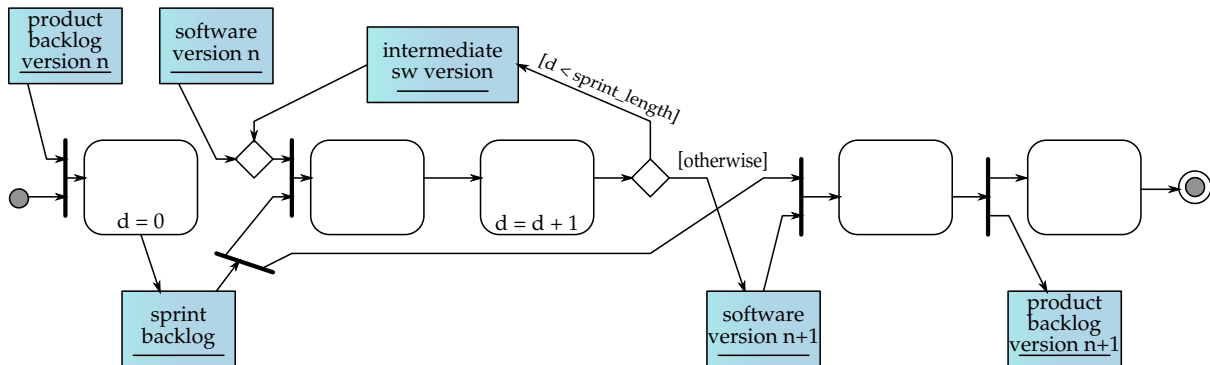 product
backlog
version n
software
version n
intermediate
sw version
[d < sprint_length]
[otherwise]
d = 0
d = d + 1
sprint
backlog
software
version n+1
product
backlog
version n+1